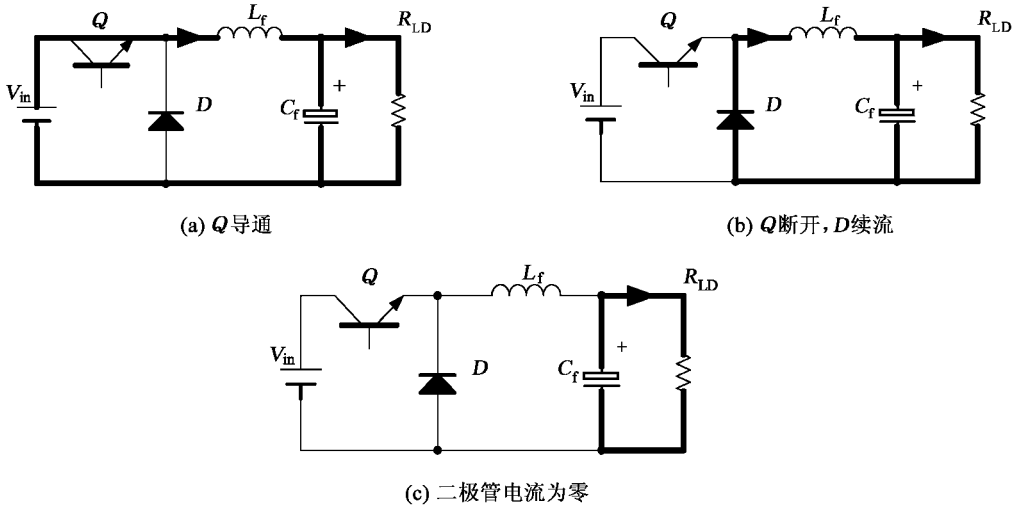 Q
L_f
R_LD
V_in
D
C_f
+
(a) Q导通
Q
L_f
R_LD
V_in
D
C_f
+
(b) Q断开, D续流
Q
L_f
R_LD
V_in
D
C_f
+
(c) 二极管电流为零